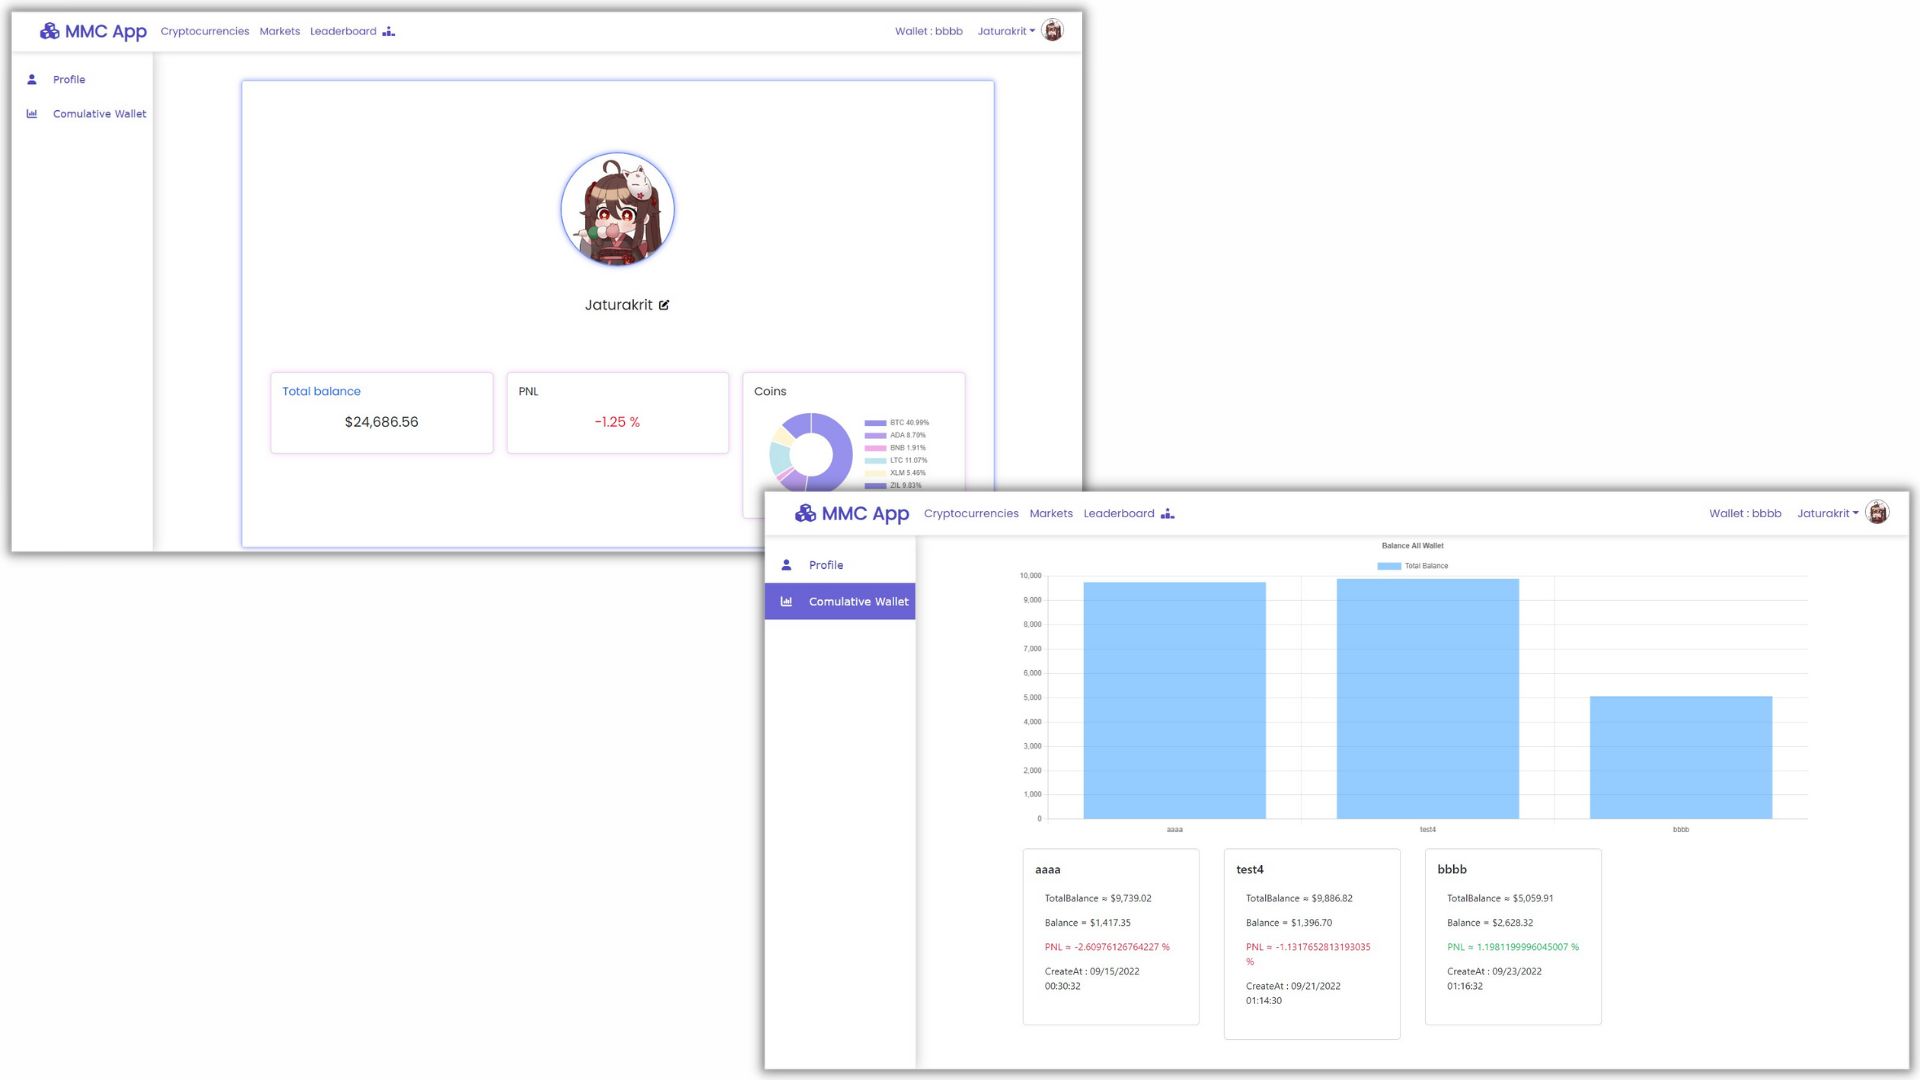 MMC App Cryptocurrencies Markets Leaderboard Wallet : bbbb Jaturakrit
Profile
Comulative Wallet
Jaturakrit
Total balance
$24,686.56
PNL
-1.25 %
Coins
BTC 40.99%
ADA 8.79%
BNB 1.91%
LTC 11.07%
XLM 5.46%
ZIL 9.83%
MMC App Cryptocurrencies Markets Leaderboard Wallet : bbbb Jaturakrit
Profile
Comulative Wallet
Balance All Wallet
Total Balance
10,000
9,000
8,000
7,000
6,000
5,000
4,000
3,000
2,000
1,000
0
aaaa test4 bbbb
aaaa
TotalBalance ≈ $9,739.02
Balance = $1,417.35
PNL ≈ -2.60976126764227 %
CreateAt : 09/15/2022
00:30:32
test4
TotalBalance ≈ $9,886.82
Balance = $1,396.70
PNL ≈ -1.1317652813193035
%
CreateAt : 09/21/2022
01:14:30
bbbb
TotalBalance ≈ $5,059.91
Balance = $2,628.32
PNL ≈ 1.1981199996045007 %
CreateAt : 09/23/2022
01:16:32